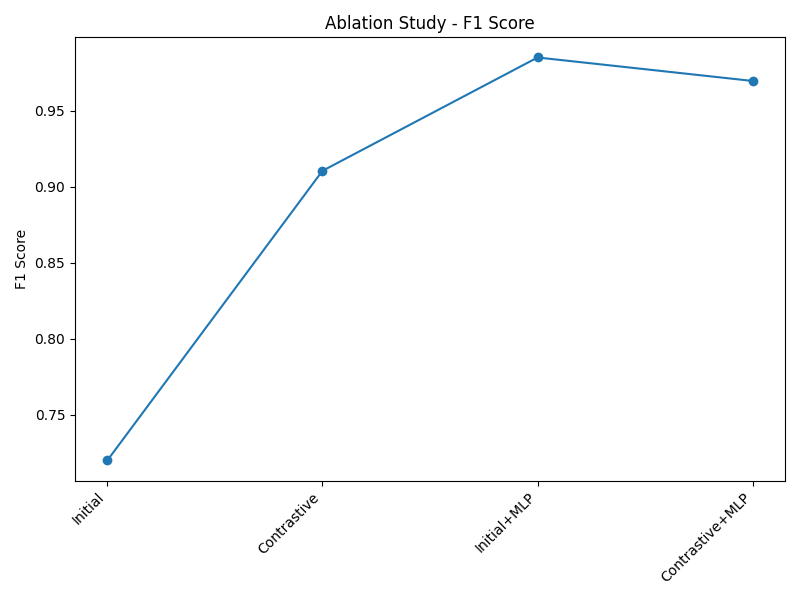 Ablation Study - F1 Score
F1 Score
0.95
0.90
0.85
0.80
0.75
Initial
Contrastive
Initial+MLP
Contrastive+MLP